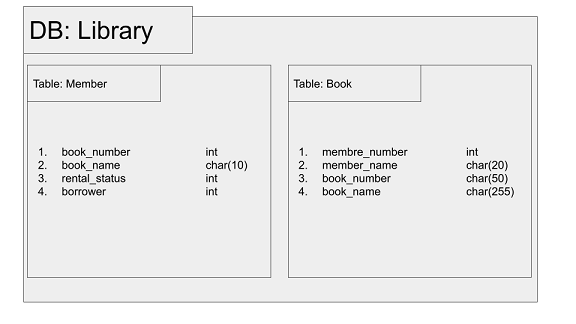 DB: Library
Table: Member
1. book_number int
2. book_name char(10)
3. rental_status int
4. borrower int
Table: Book
1. membre_number int
2. member_name char(20)
3. book_number char(50)
4. book_name char(255)